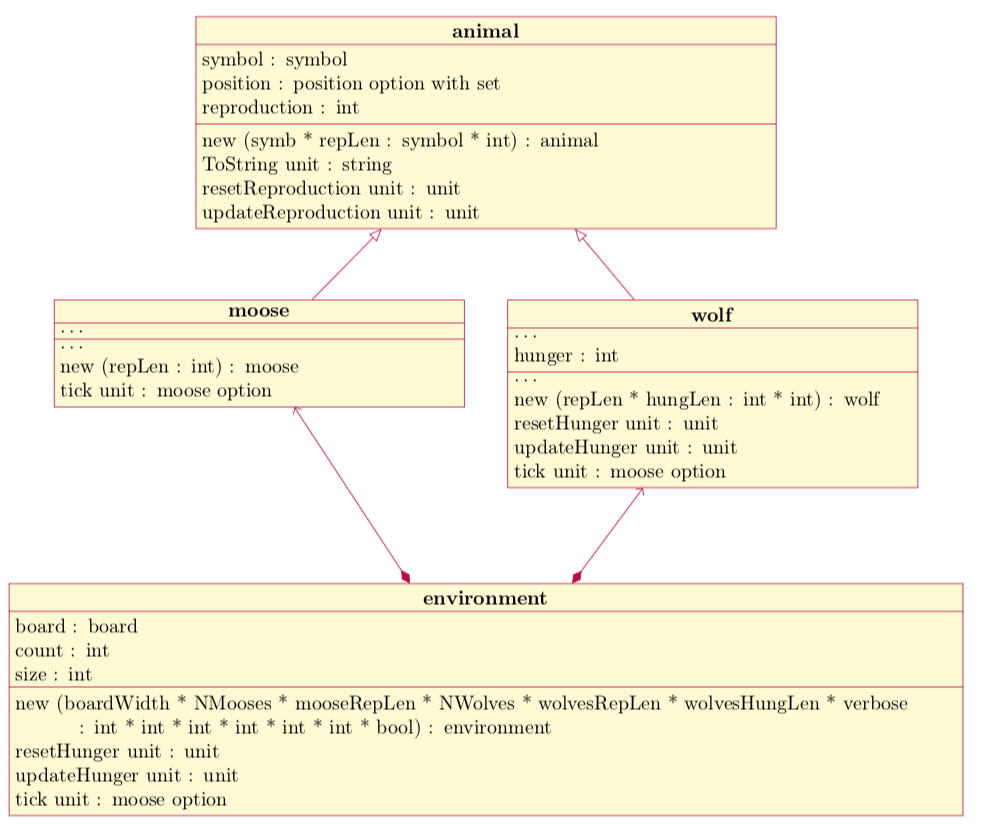 animal
symbol : symbol
position : position option with set
reproduction : int
new (symb * repLen : symbol * int) : animal
ToString unit : string
resetReproduction unit : unit
updateReproduction unit : unit
moose
...
...
new (repLen : int) : moose
tick unit : moose option
wolf
...
hunger : int
...
new (repLen * hungLen : int * int) : wolf
resetHunger unit : unit
updateHunger unit : unit
tick unit : moose option
environment
board : board
count : int
size : int
new (boardWidth * NMooses * mooseRepLen * NWolves * wolvesRepLen * wolvesHungLen * verbose
: int * int * int * int * int * int * bool) : environment
resetHunger unit : unit
updateHunger unit : unit
tick unit : moose option